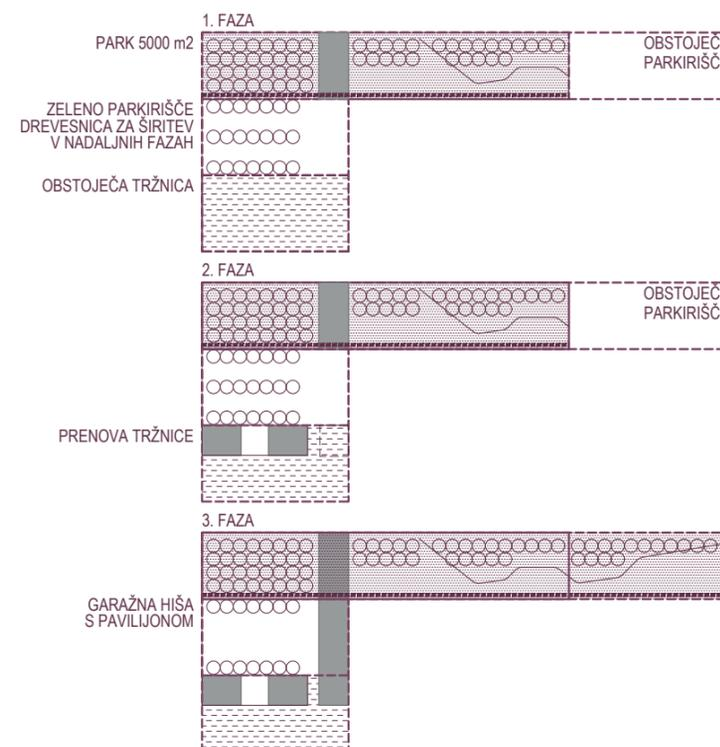 1. FAZA
PARK 5000 m2
OBSTOJEČ
PARKIRIŠČ
ZELENO PARKIRIŠČE
DREVESNICA ZA ŠIRITEV
V NADALJNIH FAZAH
OBSTOJEČA TRŽNICA
2. FAZA
OBSTOJEČ
PARKIRIŠČ
PRENOVA TRŽNICE
3. FAZA
GARAŽNA HIŠA
S PAVILIJONOM